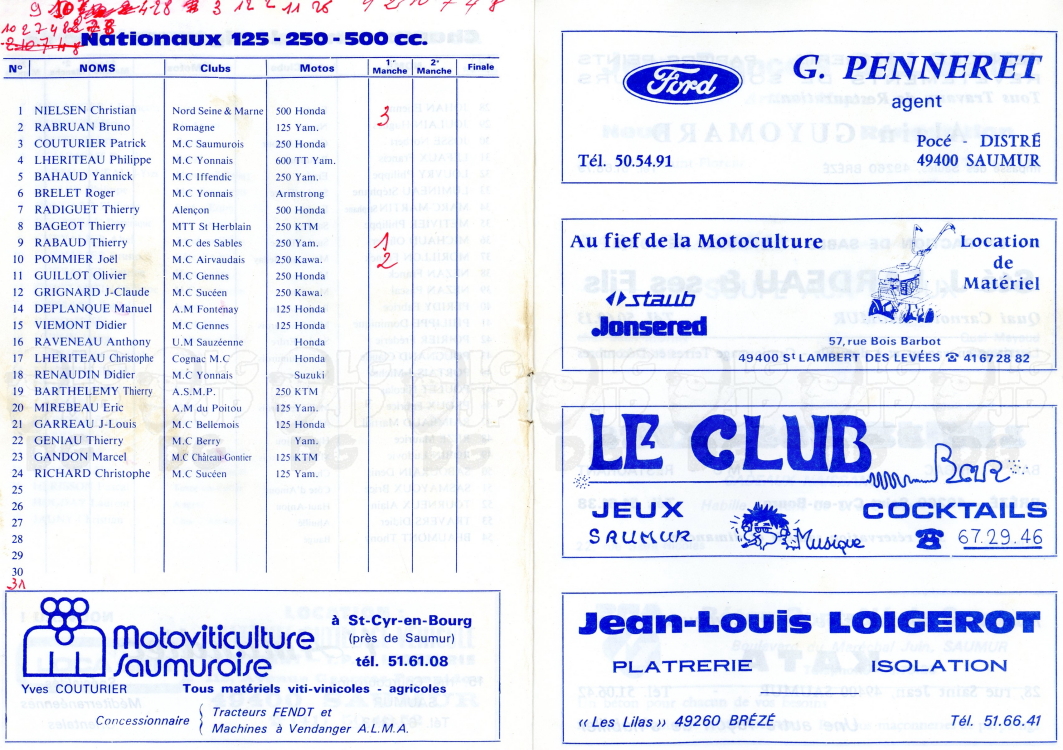 Nationaux 125 - 250 - 500 cc.
N° NOMS Clubs Motos 1re Manche 2e Manche Finale
1 NIELSEN Christian Nord Seine & Marne 500 Honda 3
2 RABRUAN Bruno Romagne 125 Yam.
3 COUTURIER Patrick M.C Saumurois 250 Honda
4 LHERITEAU Philippe M.C Yonnais 600 TT Yam.
5 BAHAUD Yannick M.C Iffendic 250 Yam.
6 BRELET Roger M.C Yonnais Armstrong
7 RADIGUET Thierry Alençon 500 Honda
8 BAGEOT Thierry MTT St Herblain 250 KTM
9 RABAUD Thierry M.C des Sables 250 Yam. 1
10 POMMIER Joël M.C Airvaudais 250 Kawa. 2
11 GUILLOT Olivier M.C Gennes 250 Honda
12 GRIGNARD J-Claude M.C Sucéen 250 Kawa.
14 DEPLANQUE Manuel A.M Fontenay 125 Honda
15 VIEMONT Didier M.C Gennes 125 Honda
16 RAVENEAU Anthony U.M Sauzéenne Honda
17 LHERITEAU Christophe Cognac M.C Honda
18 RENAUDIN Didier M.C Yonnais Suzuki
19 BARTHELEMY Thierry A.S.M.P. 250 KTM
20 MIREBEAU Eric A.M du Poitou 125 Yam.
21 GARREAU J-Louis M.C Bellemois 125 Honda
22 GENIAU Thierry M.C Berry Yam.
23 GANDON Marcel M.C Château-Gontier 125 KTM
24 RICHARD Christophe M.C Sucéen 125 Yam.
25
26
27
28
29
30
31
Motoviticulture
Saumuroise
à St-Cyr-en-Bourg
(près de Saumur)
tél. 51.61.08
Yves COUTURIER Tous matériels viti-vinicoles - agricoles
Concessionnaire { Tracteurs FENDT et
Machines à Vendanger A.L.M.A.
Ford
G. PENNERET
agent
Pocé - DISTRÉ
Tél. 50.54.91 49400 SAUMUR
Au fief de la Motoculture
Location
de
Matériel
staub
Jonsered
57, rue Bois Barbot
49400 St LAMBERT DES LEVÉES ☎ 41 67 28 82
LE CLUB
Bar
JEUX COCKTAILS
SAUMUR Musique ☎ 67.29.46
Jean-Louis LOIGEROT
PLATRERIE ISOLATION
« Les Lilas » 49260 BRÉZÉ Tél. 51.66.41